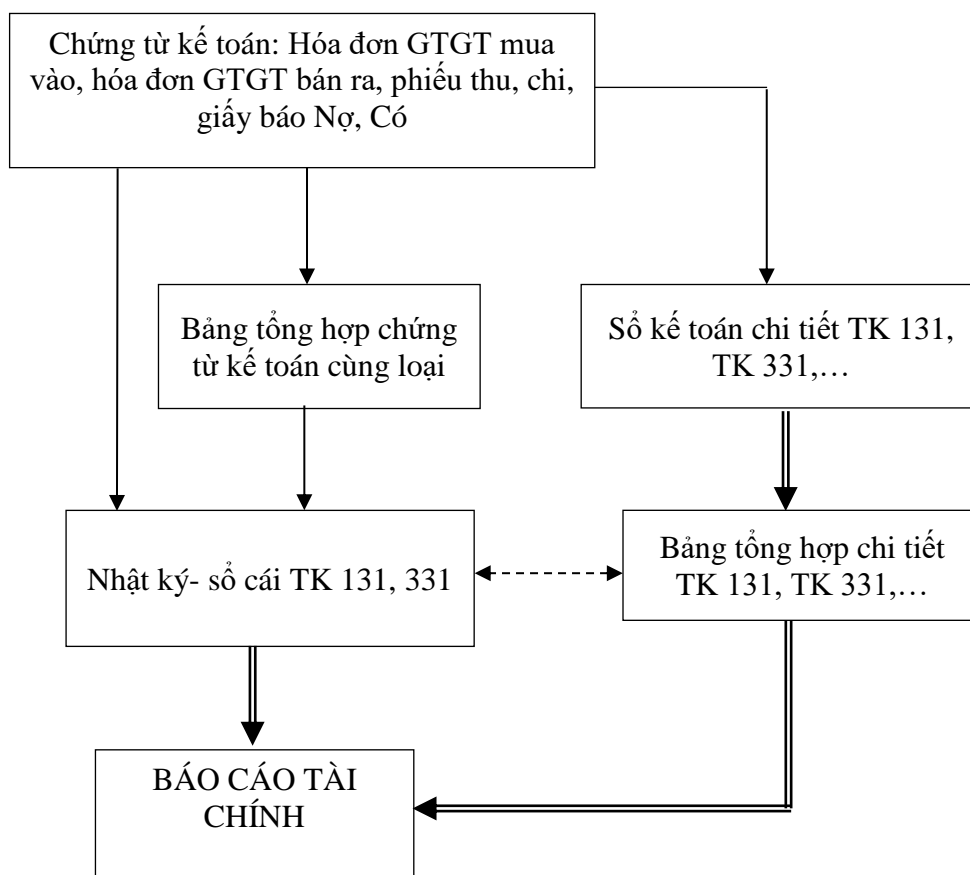 Chứng từ kế toán: Hóa đơn GTGT mua
vào, hóa đơn GTGT bán ra, phiếu thu, chi,
giấy báo Nợ, Có
Bảng tổng hợp chứng
từ kế toán cùng loại
Sổ kế toán chi tiết TK 131,
TK 331,…
Nhật ký- sổ cái TK 131, 331
Bảng tổng hợp chi tiết
TK 131, TK 331,…
BÁO CÁO TÀI
CHÍNH